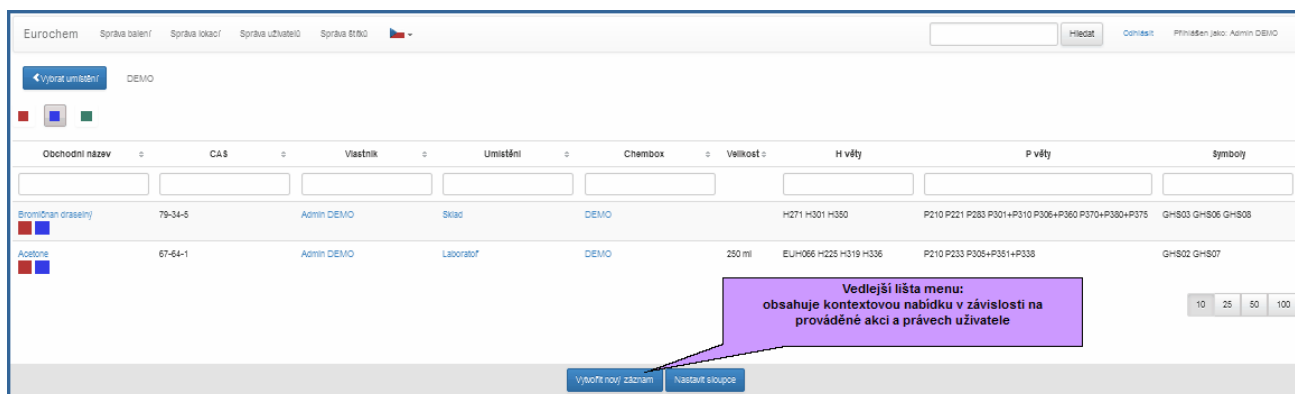 Eurochem Správa balení Správa lokací Správa uživatelů Správa štítků Hledat Odhlásit Přihlášen jako: Admin DEMO
Vybrat umístění DEMO
Obchodní název CAS Vlastník Umístění Chembox Velikost H věty P věty Symboly
Bromičnan draselný 79-34-5 Admin DEMO Sklad DEMO H271 H301 H350 P210 P221 P283 P301+P310 P306+P360 P370+P380+P375 GHS03 GHS06 GHS08
Acetone 67-64-1 Admin DEMO Laboratoř DEMO 250 ml EUH066 H225 H319 H336 P210 P233 P305+P351+P338 GHS02 GHS07
Vedlejší lišta menu:
obsahuje kontextovou nabídku v závislosti na
prováděné akci a právech uživatele
10 25 50 100
Vytvořit nový záznam Nastavit sloupce